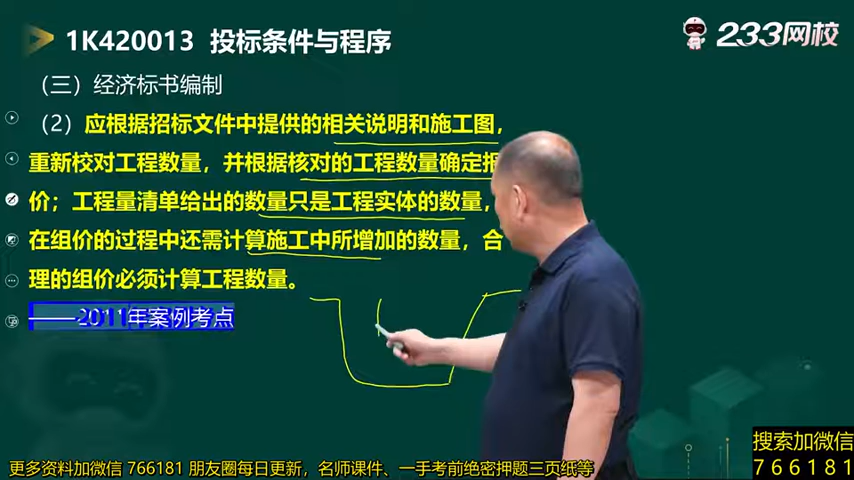 1K420013 投标条件与程序
233网校
（三）经济标书编制
（2）应根据招标文件中提供的相关说明和施工图，
重新校对工程数量，并根据核对的工程数量确定报
价；工程量清单给出的数量只是工程实体的数量，
在组价的过程中还需计算施工中所增加的数量，合
理的组价必须计算工程数量。
——2011年案例考点
搜索加微信
766181
更多资料加微信 766181 朋友圈每日更新，名师课件、一手考前绝密押题三页纸等